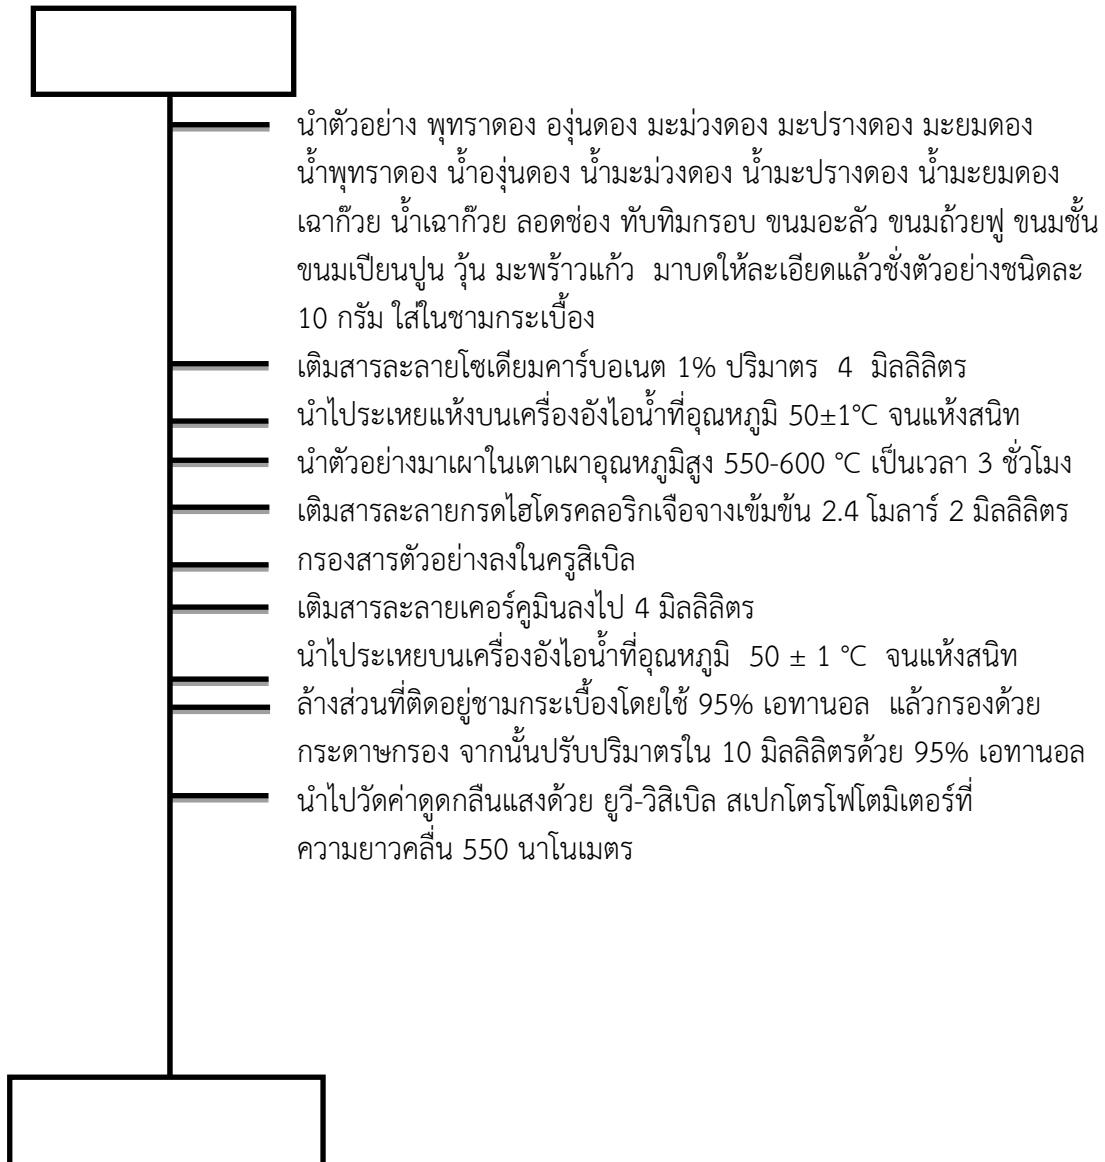 นำตัวอย่าง พุทราดอง องุ่นดอง มะม่วงดอง มะปรางดอง มะยมดอง
น้ำพุทราดอง น้ำองุ่นดอง น้ำมะม่วงดอง น้ำมะปรางดอง น้ำมะยมดอง
เฉาก๊วย น้ำเฉาก๊วย ลอดช่อง ทับทิมกรอบ ขนมอะลัว ขนมถ้วยฟู ขนมชั้น
ขนมเปียนปูน วุ้น มะพร้าวแก้ว มาบดให้ละเอียดแล้วชั่งตัวอย่างชนิดละ
10 กรัม ใส่ในชามกระเบื้อง
เติมสารละลายโซเดียมคาร์บอเนต 1% ปริมาตร 4 มิลลิลิตร
นำไประเหยแห้งบนเครื่องอังไอน้ำที่อุณหภูมิ 50±1°C จนแห้งสนิท
นำตัวอย่างมาเผาในเตาเผาอุณหภูมิสูง 550-600 °C เป็นเวลา 3 ชั่วโมง
เติมสารละลายกรดไฮโดรคลอริกเจือจางเข้มข้น 2.4 โมลาร์ 2 มิลลิลิตร
กรองสารตัวอย่างลงในครูสิเบิล
เติมสารละลายเคอร์คูมินลงไป 4 มิลลิลิตร
นำไประเหยบนเครื่องอังไอน้ำที่อุณหภูมิ 50 ± 1 °C จนแห้งสนิท
ล้างส่วนที่ติดอยู่ชามกระเบื้องโดยใช้ 95% เอทานอล แล้วกรองด้วย
กระดาษกรอง จากนั้นปรับปริมาตรใน 10 มิลลิลิตรด้วย 95% เอทานอล
นำไปวัดค่าดูดกลืนแสงด้วย ยูวี-วิสิเบิล สเปกโตรโฟโตมิเตอร์ที่
ความยาวคลื่น 550 นาโนเมตร